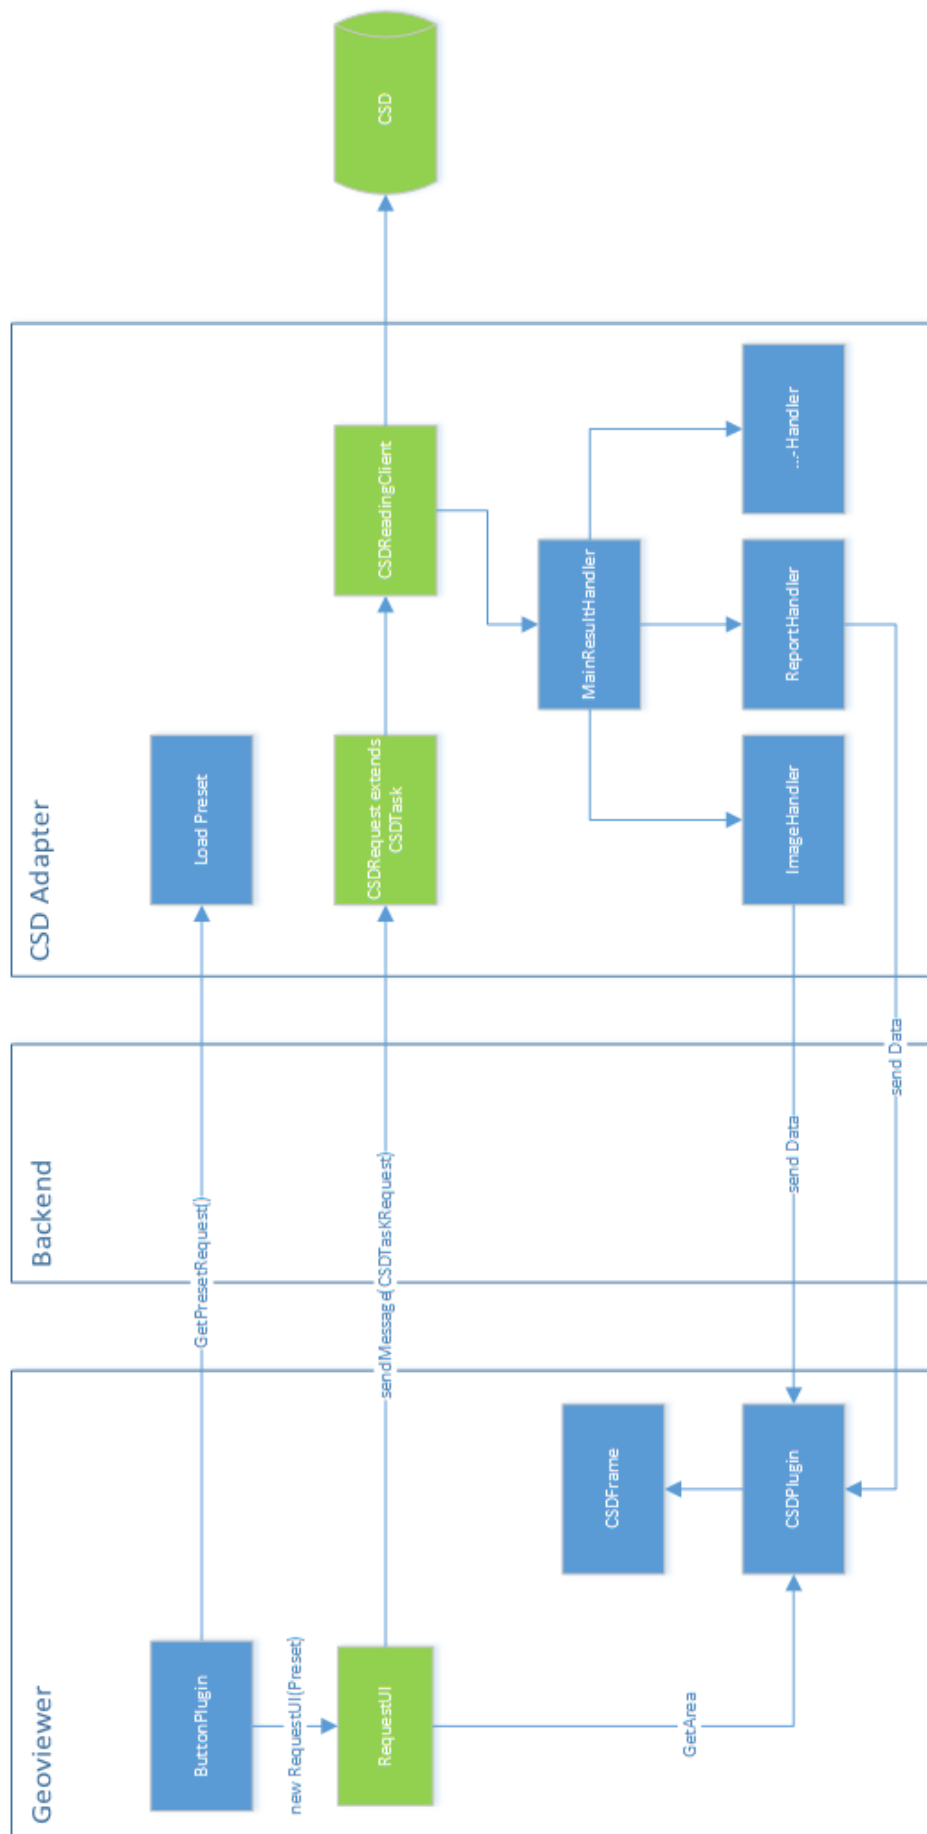 Geoviewer
Backend
CSD Adapter
ButtonPlugin
GetPresetRequest()
Load Preset
new RequestUI(Preset)
RequestUI
sendMessage(CSDTasKRequest)
CSDRequest extends
CSDTask
CSDReadingClient
CSD
GetArea
CSDFrame
MainResultHandler
CSDPlugin
send Data
ImageHandler
ReportHandler
...-Handler
send Data